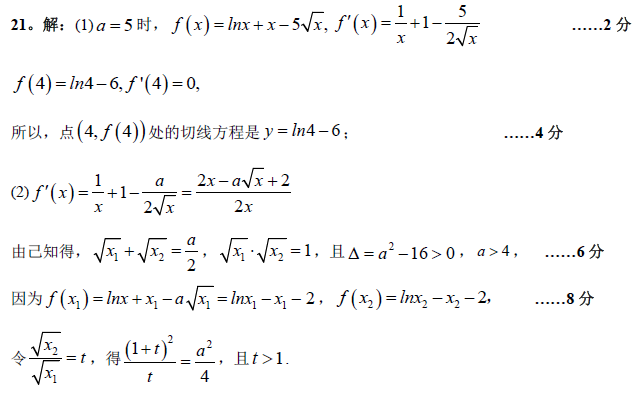 21。解：(1) a = 5 时，f(x) = lnx + x − 5√x, f′(x) = 1/x + 1 − 5/(2√x) ……2 分
f(4) = ln4 − 6, f'(4) = 0,
所以，点(4, f(4))处的切线方程是 y = ln4 − 6； ……4 分
(2) f′(x) = 1/x + 1 − a/(2√x) = (2x − a√x + 2)/(2x)
由己知得，√x₁ + √x₂ = a/2，√x₁ · √x₂ = 1，且 Δ = a² − 16 > 0，a > 4， ……6 分
因为 f(x₁) = lnx + x₁ − a√x₁ = lnx₁ − x₁ − 2，f(x₂) = lnx₂ − x₂ − 2， ……8 分
令 √x₂/√x₁ = t，得 (1+t)²/t = a²/4，且 t > 1.